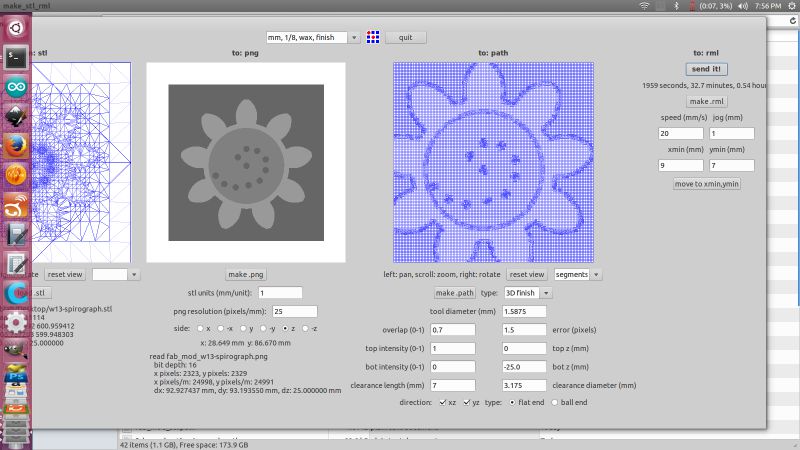 make_stl_rml
(0:07, 3%) 7:56 PM
mm, 1/8, wax, finish quit
: stl to: png to: path to: rml
send it!
1959 seconds, 32.7 minutes, 0.54 hour
make .rml
speed (mm/s) jog (mm)
20 1
xmin (mm) ymin (mm)
9 7
move to xmin,ymin
rotate reset view make .png left: pan, scroll: zoom, right: rotate reset view segments
.stl stl units (mm/unit): 1 make .path type: 3D finish
/w13-spirograph.stl png resolution (pixels/mm): 25 tool diameter (mm) 1.5875
1114 side: x -x y -y z -z overlap (0-1) 0.7 1.5 error (pixels)
600.959412
599.948303 x: 28.649 mm y: 86.670 mm top intensity (0-1) 1 0 top z (mm)
25.000000
read fab_mod_w13-spirograph.png
bit depth: 16 bot intensity (0-1) 0 -25.0 bot z (mm)
x pixels: 2323, y pixels: 2329
x pixels/m: 24998, y pixels/m: 24991 clearance length (mm) 7 3.175 clearance diameter (mm)
dx: 92.927437 mm, dy: 93.193550 mm, dz: 25.000000 mm
direction: xz yz type: flat end ball end
42 items (1.1 GB), Free space: 173.9 GB